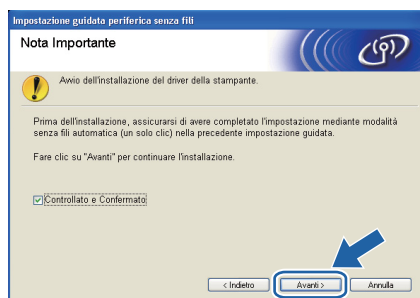 Impostazione guidata periferica senza fili
Nota Importante
Avvio dell'installazione del driver della stampante.
Prima dell'installazione, assicurarsi di avere completato l'impostazione mediante modalità
senza fili automatica (un solo clic) nella precedente impostazione guidata.
Fare clic su "Avanti" per continuare l'installazione.
Controllato e Confermato
< Indietro
Avanti >
Annulla